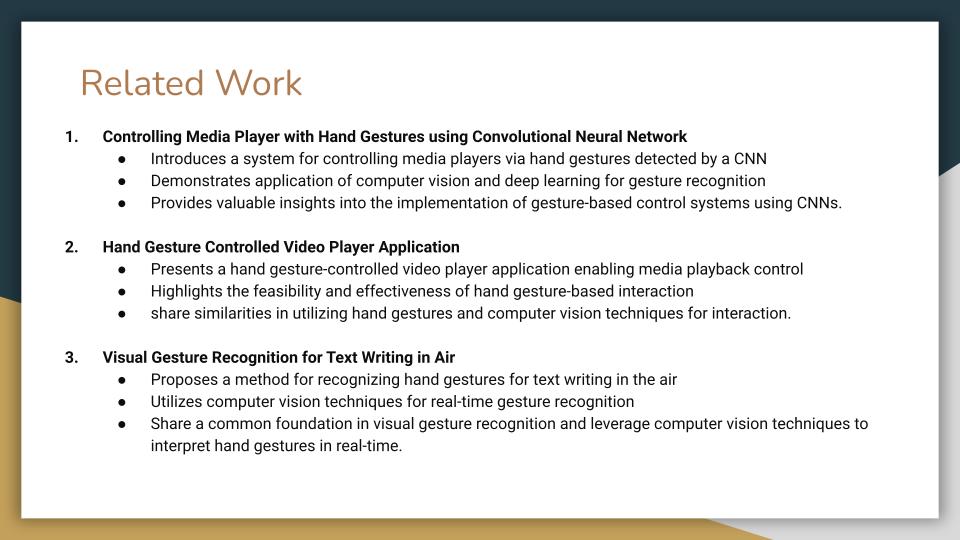 Related Work
1. Controlling Media Player with Hand Gestures using Convolutional Neural Network
● Introduces a system for controlling media players via hand gestures detected by a CNN
● Demonstrates application of computer vision and deep learning for gesture recognition
● Provides valuable insights into the implementation of gesture-based control systems using CNNs.
2. Hand Gesture Controlled Video Player Application
● Presents a hand gesture-controlled video player application enabling media playback control
● Highlights the feasibility and effectiveness of hand gesture-based interaction
● share similarities in utilizing hand gestures and computer vision techniques for interaction.
3. Visual Gesture Recognition for Text Writing in Air
● Proposes a method for recognizing hand gestures for text writing in the air
● Utilizes computer vision techniques for real-time gesture recognition
● Share a common foundation in visual gesture recognition and leverage computer vision techniques to
interpret hand gestures in real-time.